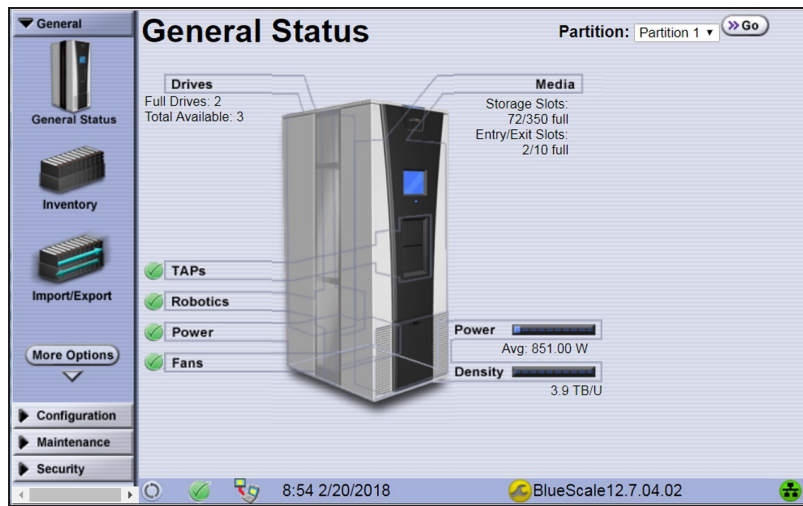 General
General Status
Partition: Partition 1 Go
General Status
Inventory
Import/Export
More Options
Configuration
Maintenance
Security
Drives
Full Drives: 2
Total Available: 3
Media
Storage Slots:
72/350 full
Entry/Exit Slots:
2/10 full
TAPs
Robotics
Power
Fans
Power
Avg: 851.00 W
Density
3.9 TB/U
8:54 2/20/2018
BlueScale12.7.04.02